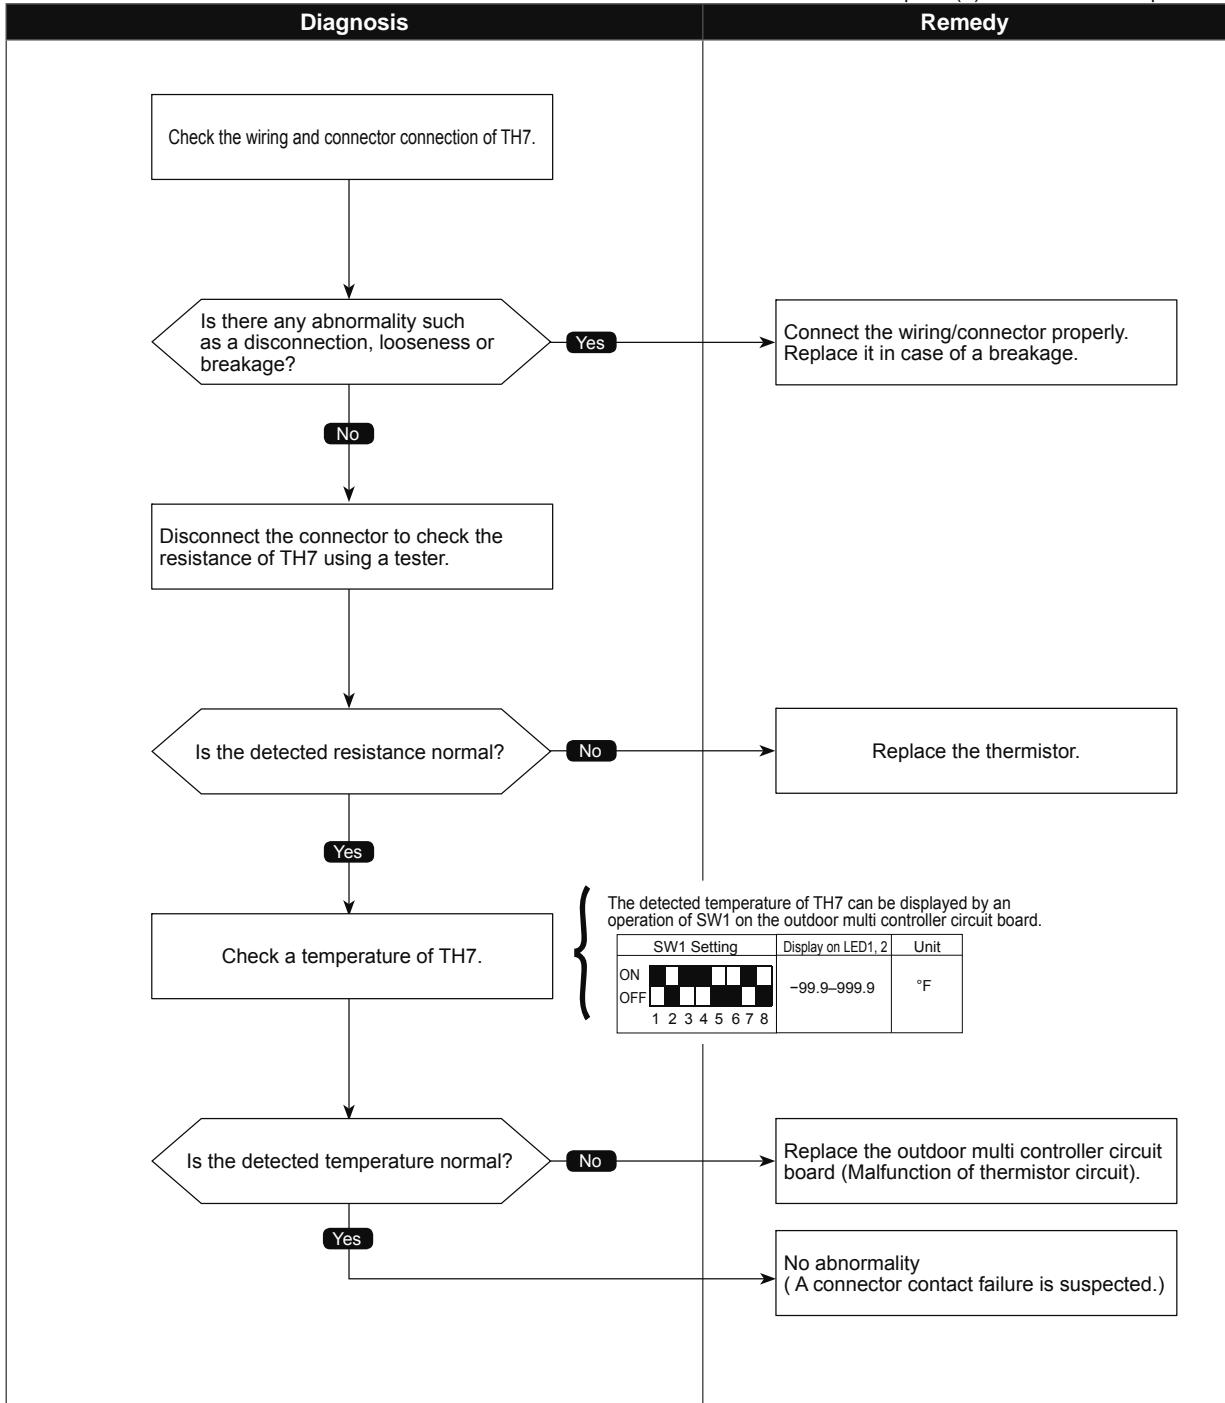 Diagnosis
Remedy
Check the wiring and connector connection of TH7.
Is there any abnormality such
as a disconnection, looseness or
breakage?
Yes
Connect the wiring/connector properly.
Replace it in case of a breakage.
No
Disconnect the connector to check the
resistance of TH7 using a tester.
Is the detected resistance normal?
No
Replace the thermistor.
Yes
Check a temperature of TH7.
The detected temperature of TH7 can be displayed by an
operation of SW1 on the outdoor multi controller circuit board.
SW1 Setting
Display on LED1, 2
Unit
ON
OFF
1 2 3 4 5 6 7 8
−99.9–999.9
°F
Is the detected temperature normal?
No
Replace the outdoor multi controller circuit
board (Malfunction of thermistor circuit).
Yes
No abnormality
( A connector contact failure is suspected.)